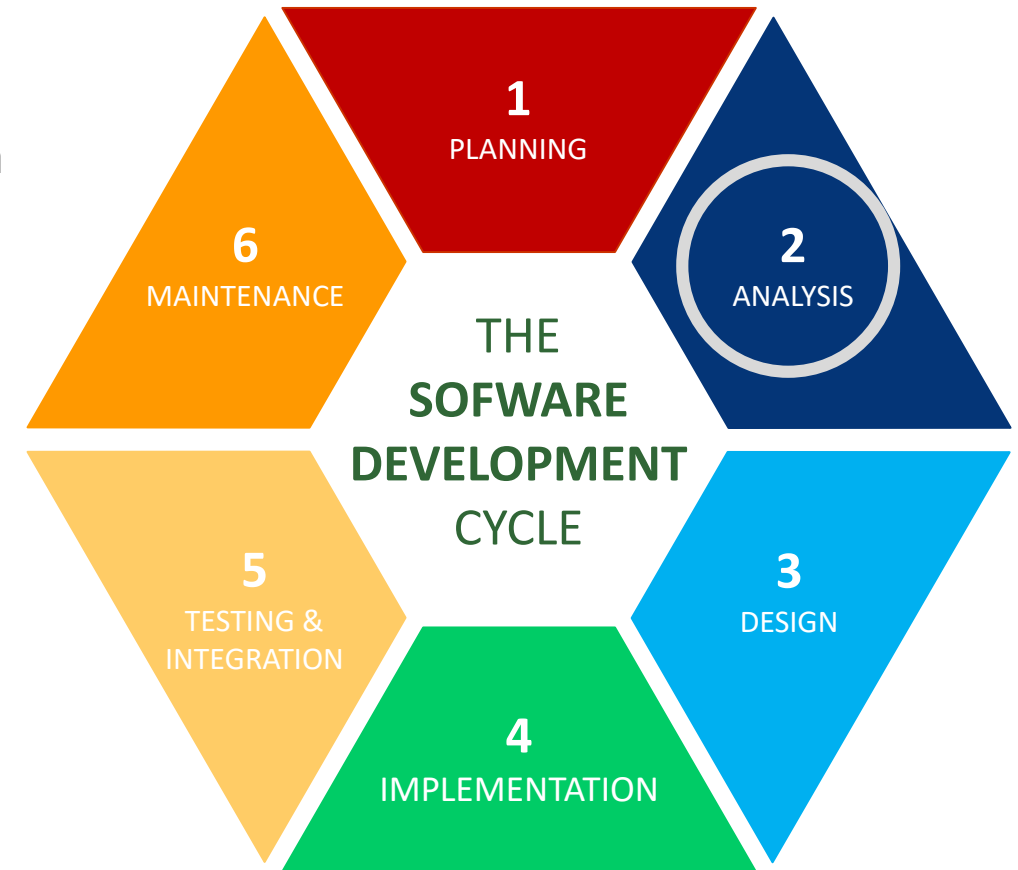 1
PLANNING
2
ANALYSIS
3
DESIGN
4
IMPLEMENTATION
5
TESTING &
INTEGRATION
6
MAINTENANCE
THE
SOFWARE
DEVELOPMENT
CYCLE